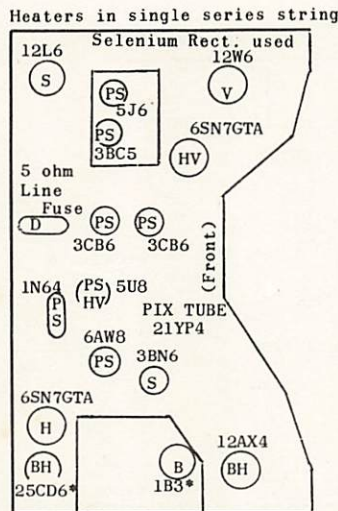 Heaters in single series string
Selenium Rect. used
12L6
S
12W6
V
PS
5J6
PS
3BC5
6SN7GTA
HV
5 ohm
Line
Fuse
D
PS
PS
3CB6
3CB6
(Front)
1N64
PS
PS
HV
5U8
PIX TUBE
21YP4
6AW8
PS
3BN6
S
6SN7GTA
H
12AX4
BH
B
BH
25CD6*
1B3*